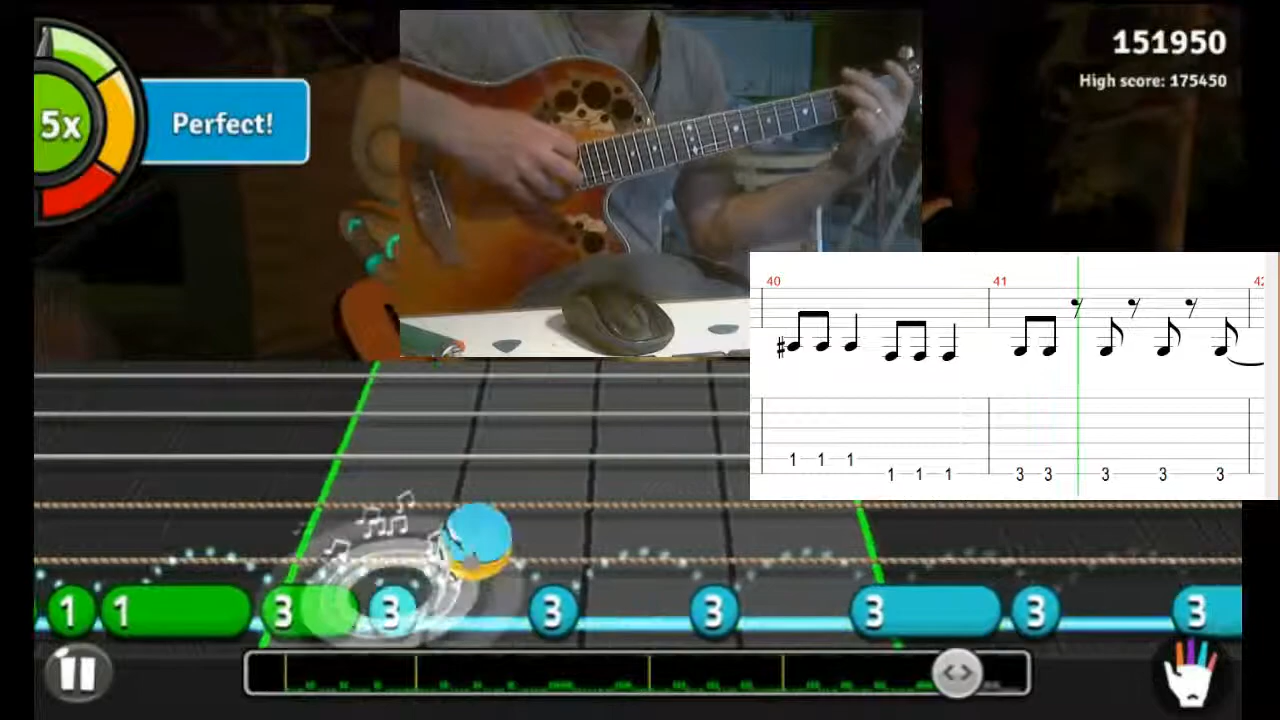 151950
High score: 175450
5x
Perfect!
40 41 42
1 1 1 1 1 1 3 3 3 3 3
1 1 3 3 3 3 3 3 3